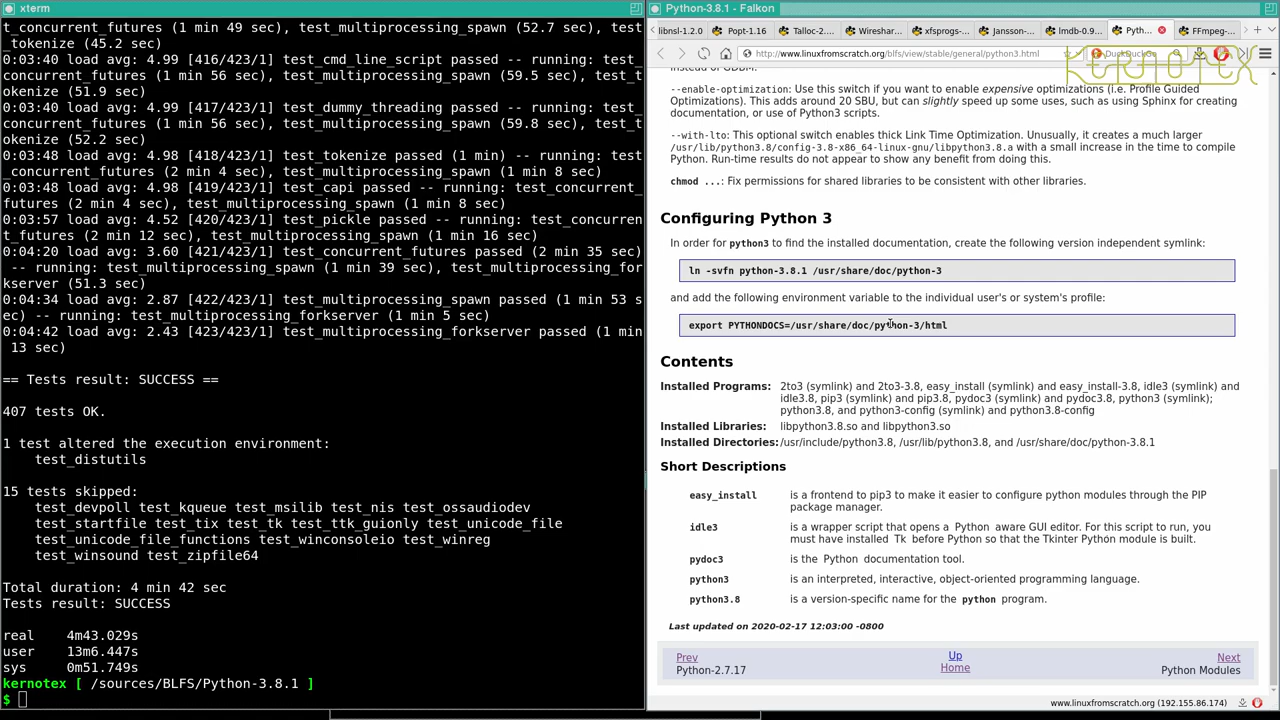 xterm
t_concurrent_futures (1 min 49 sec), test_multiprocessing_spawn (52.7 sec), test
_tokenize (45.2 sec)
0:03:40 load avg: 4.99 [416/423/1] test_cmd_line_script passed -- running: test_
concurrent_futures (1 min 56 sec), test_multiprocessing_spawn (59.5 sec), test_t
okenize (51.9 sec)
0:03:40 load avg: 4.99 [417/423/1] test_dummy_threading passed -- running: test_
concurrent_futures (1 min 56 sec), test_multiprocessing_spawn (59.8 sec), test_t
okenize (52.2 sec)
0:03:48 load avg: 4.98 [418/423/1] test_tokenize passed (1 min) -- running: test
_concurrent_futures (2 min 4 sec), test_multiprocessing_spawn (1 min 8 sec)
0:03:48 load avg: 4.98 [419/423/1] test_capi passed -- running: test_concurrent_
futures (2 min 4 sec), test_multiprocessing_spawn (1 min 8 sec)
0:03:57 load avg: 4.52 [420/423/1] test_pickle passed -- running: test_concurren
t_futures (2 min 12 sec), test_multiprocessing_spawn (1 min 16 sec)
0:04:20 load avg: 3.60 [421/423/1] test_concurrent_futures passed (2 min 35 sec)
-- running: test_multiprocessing_spawn (1 min 39 sec), test_multiprocessing_for
kserver (51.3 sec)
0:04:34 load avg: 2.87 [422/423/1] test_multiprocessing_spawn passed (1 min 53 s
ec) -- running: test_multiprocessing_forkserver (1 min 5 sec)
0:04:42 load avg: 2.43 [423/423/1] test_multiprocessing_forkserver passed (1 min
13 sec)
== Tests result: SUCCESS ==
407 tests OK.
1 test altered the execution environment:
test_distutils
15 tests skipped:
test_devpoll test_kqueue test_msilib test_nis test_ossaudiodev
test_startfile test_tix test_tk test_ttk_guionly test_unicode_file
test_unicode_file_functions test_winconsoleio test_winreg
test_winsound test_zipfile64
Total duration: 4 min 42 sec
Tests result: SUCCESS
real 4m43.029s
user 13m6.447s
sys 0m51.749s
kernotex [ /sources/BLFS/Python-3.8.1 ]
$
Python-3.8.1 - Falkon
libnsl-1.2.0 Popt-1.16 Talloc-2.... Wireshar... xfsprogs-... Jansson-... lmdb-0.9... Pyth... FFmpeg-...
http://www.linuxfromscratch.org/blfs/view/stable/general/python3.html DuckDuckGo
KERNOTEX
instead of GDBM.
--enable-optimization: Use this switch if you want to enable expensive optimizations (i.e. Profile Guided
Optimizations). This adds around 20 SBU, but can slightly speed up some uses, such as using Sphinx for creating
documentation, or use of Python3 scripts.
--with-lto: This optional switch enables thick Link Time Optimization. Unusually, it creates a much larger
/usr/lib/python3.8/config-3.8-x86_64-linux-gnu/libpython3.8.a with a small increase in the time to compile
Python. Run-time results do not appear to show any benefit from doing this.
chmod ...: Fix permissions for shared libraries to be consistent with other libraries.
Configuring Python 3
In order for python3 to find the installed documentation, create the following version independent symlink:
ln -svfn python-3.8.1 /usr/share/doc/python-3
and add the following environment variable to the individual user's or system's profile:
export PYTHONDOCS=/usr/share/doc/python-3/html
Contents
Installed Programs: 2to3 (symlink) and 2to3-3.8, easy_install (symlink) and easy_install-3.8, idle3 (symlink) and
idle3.8, pip3 (symlink) and pip3.8, pydoc3 (symlink) and pydoc3.8, python3 (symlink);
python3.8, and python3-config (symlink) and python3.8-config
Installed Libraries: libpython3.8.so and libpython3.so
Installed Directories: /usr/include/python3.8, /usr/lib/python3.8, and /usr/share/doc/python-3.8.1
Short Descriptions
easy_install is a frontend to pip3 to make it easier to configure python modules through the PIP
package manager.
idle3 is a wrapper script that opens a Python aware GUI editor. For this script to run, you
must have installed Tk before Python so that the Tkinter Python module is built.
pydoc3 is the Python documentation tool.
python3 is an interpreted, interactive, object-oriented programming language.
python3.8 is a version-specific name for the python program.
Last updated on 2020-02-17 12:03:00 -0800
Prev Up Next
Python-2.7.17 Home Python Modules
www.linuxfromscratch.org (192.155.86.174)